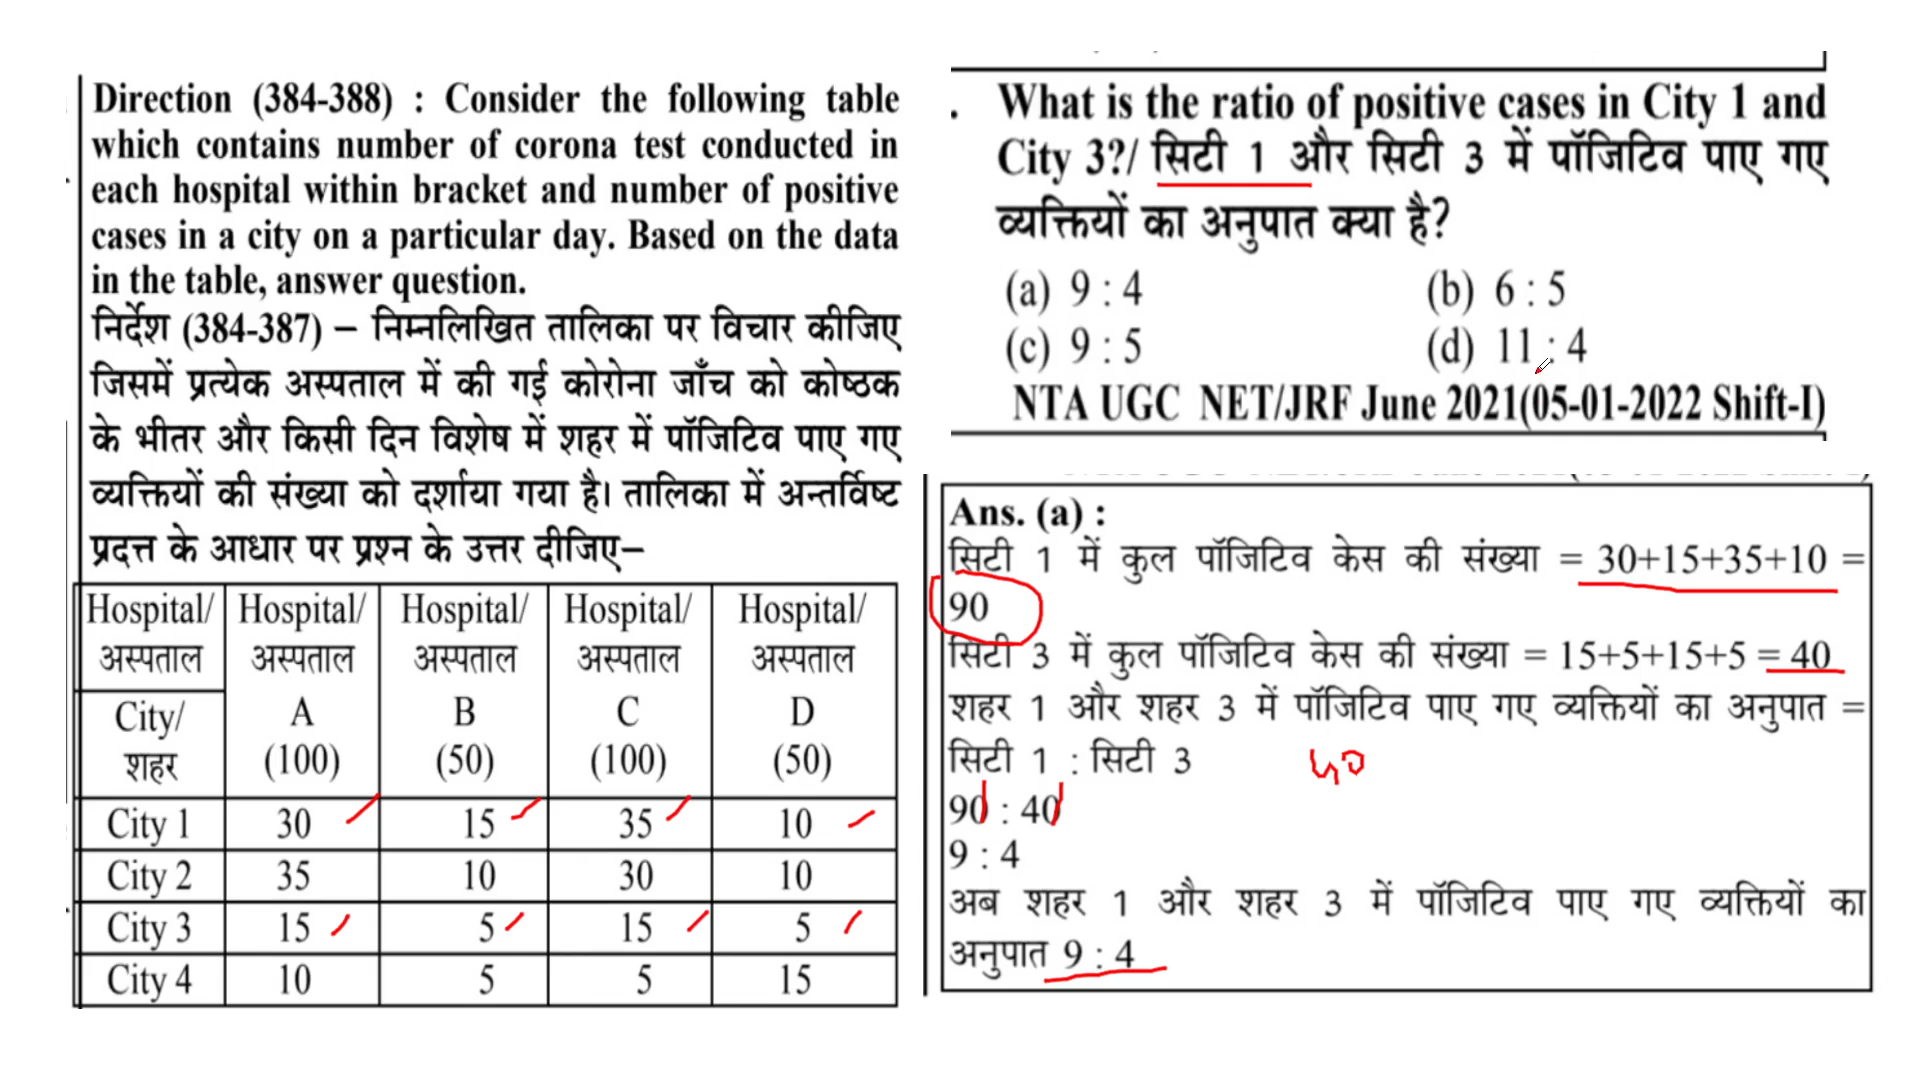 Direction (384-388) : Consider the following table
which contains number of corona test conducted in
each hospital within bracket and number of positive
cases in a city on a particular day. Based on the data
in the table, answer question.
निर्देश (384-387) – निम्नलिखित तालिका पर विचार कीजिए
जिसमें प्रत्येक अस्पताल में की गई कोरोना जाँच को कोष्ठक
के भीतर और किसी दिन विशेष में शहर में पॉजिटिव पाए गए
व्यक्तियों की संख्या को दर्शाया गया है। तालिका में अन्तर्विष्ट
प्रदत्त के आधार पर प्रश्न के उत्तर दीजिए–
Hospital/ Hospital/ Hospital/ Hospital/ Hospital/
अस्पताल अस्पताल अस्पताल अस्पताल अस्पताल
City/ A B C D
शहर (100) (50) (100) (50)
City 1 30 15 35 10
City 2 35 10 30 10
City 3 15 5 15 5
City 4 10 5 5 15
. What is the ratio of positive cases in City 1 and
City 3?/ सिटी 1 और सिटी 3 में पॉजिटिव पाए गए
व्यक्तियों का अनुपात क्या है?
(a) 9 : 4 (b) 6 : 5
(c) 9 : 5 (d) 11 : 4
NTA UGC NET/JRF June 2021(05-01-2022 Shift-I)
Ans. (a) :
सिटी 1 में कुल पॉजिटिव केस की संख्या = 30+15+35+10 =
90
सिटी 3 में कुल पॉजिटिव केस की संख्या = 15+5+15+5 = 40
शहर 1 और शहर 3 में पॉजिटिव पाए गए व्यक्तियों का अनुपात =
सिटी 1 : सिटी 3
40
90 : 40
9 : 4
अब शहर 1 और शहर 3 में पॉजिटिव पाए गए व्यक्तियों का
अनुपात 9 : 4